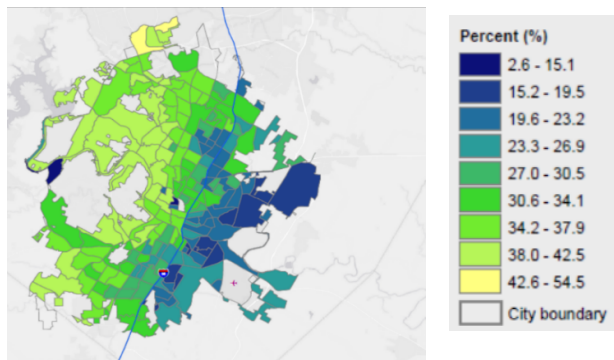 Percent (%)
2.6 - 15.1
15.2 - 19.5
19.6 - 23.2
23.3 - 26.9
27.0 - 30.5
30.6 - 34.1
34.2 - 37.9
38.0 - 42.5
42.6 - 54.5
City boundary